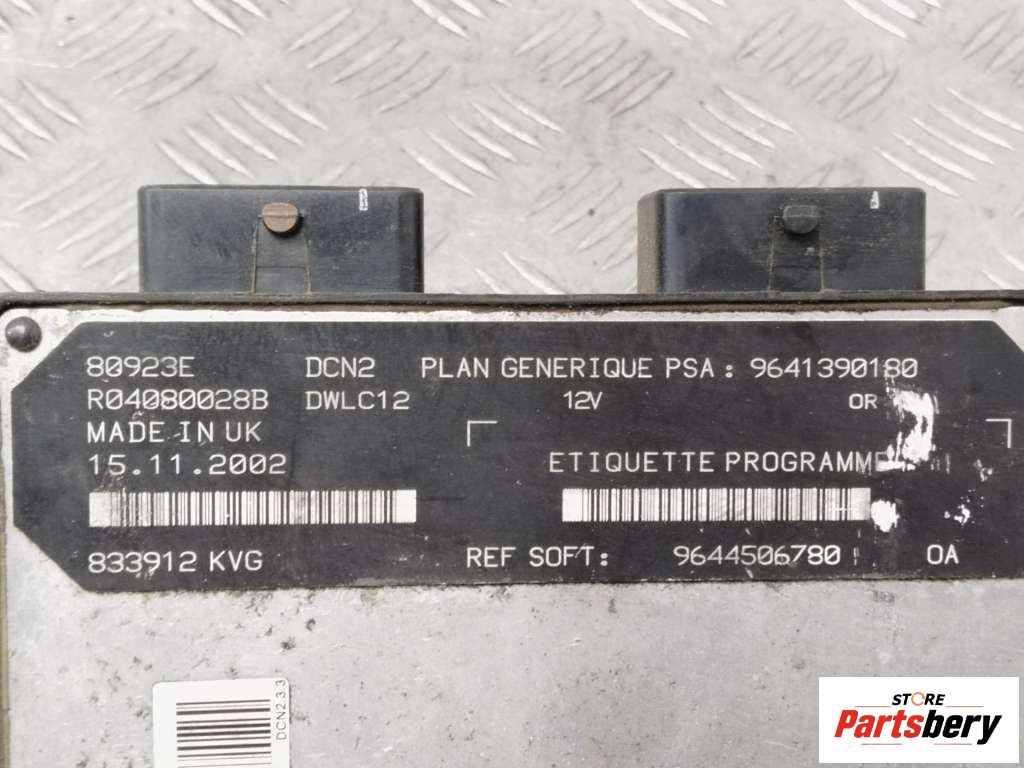 80923E DCN2 PLAN GENERIQUE PSA : 9641390180
R04080028B DWLC12 12V OR
MADE IN UK
15.11.2002 ETIQUETTE PROGRAMME
833912 KVG REF SOFT: 9644506780 0A
DCN2.3.3
STORE
Partsbery